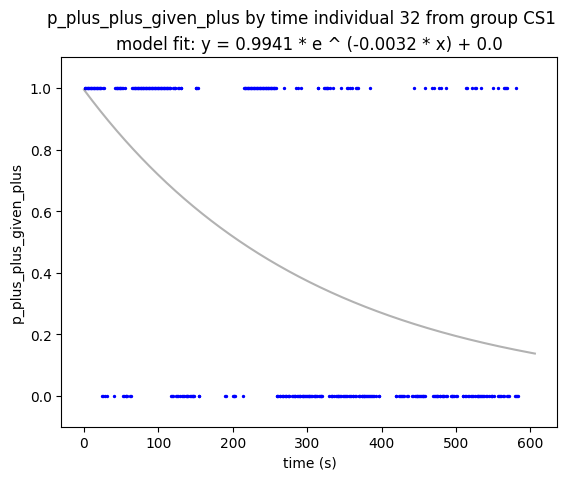 p_plus_plus_given_plus by time individual 32 from group CS1
model fit: y = 0.9941 * e ^ (-0.0032 * x) + 0.0
1.0
0.8
0.6
0.4
0.2
0.0
p_plus_plus_given_plus
0 100 200 300 400 500 600
time (s)